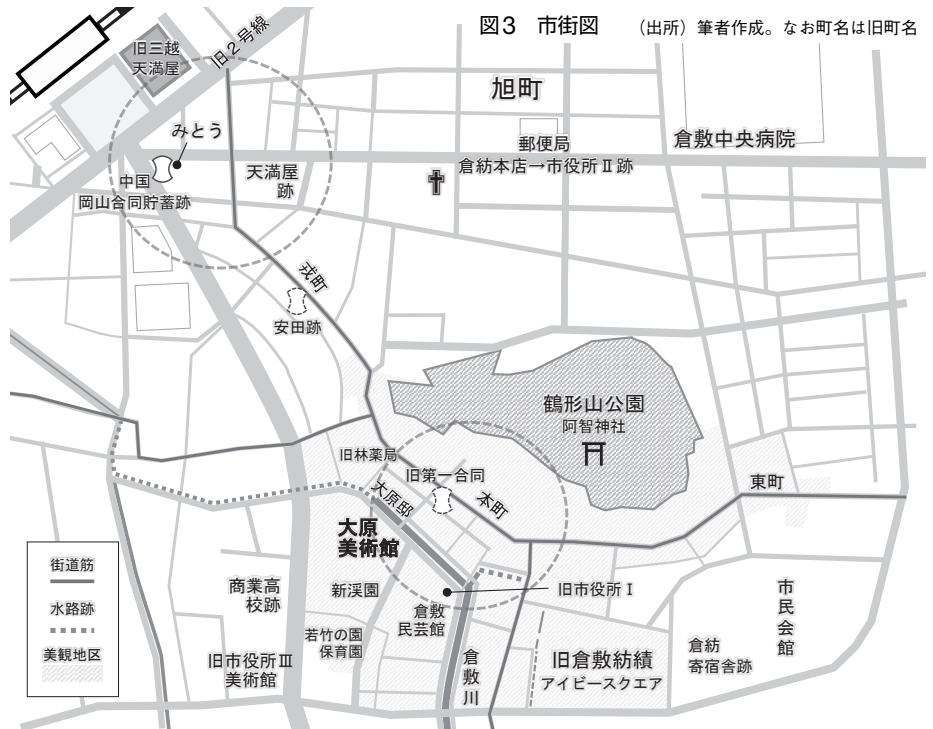 図3 市街図 （出所）筆者作成。なお町名は旧町名
旧三越
天満屋
旧２号線
旭町
みとう
郵便局
倉敷中央病院
倉紡本店→市役所Ⅱ跡
中国
岡山合同貯蓄跡
天満屋
跡
戎町
安田跡
鶴形山公園
阿智神社
旧林薬局
旧第一合同
大原邸
本町
東町
大原
美術館
街道筋
水路跡
美観地区
商業高
校跡
新渓園
旧市役所Ⅰ
倉敷
民芸館
若竹の園
保育園
旧市役所Ⅲ
美術館
倉敷川
旧倉敷紡績
アイビースクエア
倉紡
寄宿舎跡
市民会館